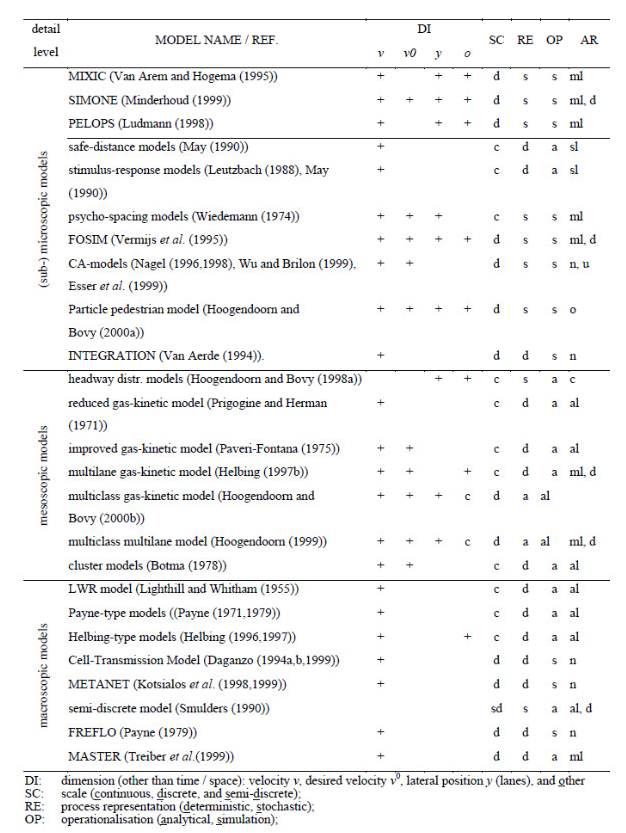 detail level MODEL NAME / REF. DI SC RE OP AR
v v0 y o
(sub-) microscopic models
MIXIC (Van Arem and Hogema (1995)) + + + d s s ml
SIMONE (Minderhoud (1999)) + + + + d s s ml, d
PELOPS (Ludmann (1998)) + + + d s s ml
safe-distance models (May (1990)) + c d a sl
stimulus-response models (Leutzbach (1988), May + c d a sl
(1990))
psycho-spacing models (Wiedemann (1974)) + + + c s s ml
FOSIM (Vermijs et al. (1995)) + + + + d s s ml, d
CA-models (Nagel (1996,1998), Wu and Brilon (1999), + + d s s n, u
Esser et al. (1999))
Particle pedestrian model (Hoogendoorn and + + + + d s s o
Bovy (2000a))
INTEGRATION (Van Aerde (1994)). + d d s n
mesoscopic models
headway distr. models (Hoogendoorn and Bovy (1998a)) + + c s a c
reduced gas-kinetic model (Prigogine and Herman + c d a al
(1971))
improved gas-kinetic model (Paveri-Fontana (1975)) + + c d a al
multilane gas-kinetic model (Helbing (1997b)) + + + c d a ml, d
multiclass gas-kinetic model (Hoogendoorn and + + + c d a al
Bovy (2000b))
multiclass multilane model (Hoogendoorn (1999)) + + + c d a al ml, d
cluster models (Botma (1978)) + + c d a al
macroscopic models
LWR model (Lighthill and Whitham (1955)) + c d a al
Payne-type models ((Payne (1971,1979)) + c d a al
Helbing-type models (Helbing (1996,1997)) + + c d a al
Cell-Transmission Model (Daganzo (1994a,b,1999)) + d d s n
METANET (Kotsialos et al. (1998,1999)) + d d s n
semi-discrete model (Smulders (1990)) sd s a al, d
FREFLO (Payne (1979)) + d d s n
MASTER (Treiber et al.(1999)) + d d a ml
DI: dimension (other than time / space): velocity v, desired velocity v0, lateral position y (lanes), and other
SC: scale (continuous, discrete, and semi-discrete);
RE: process representation (deterministic, stochastic);
OP: operationalisation (analytical, simulation);